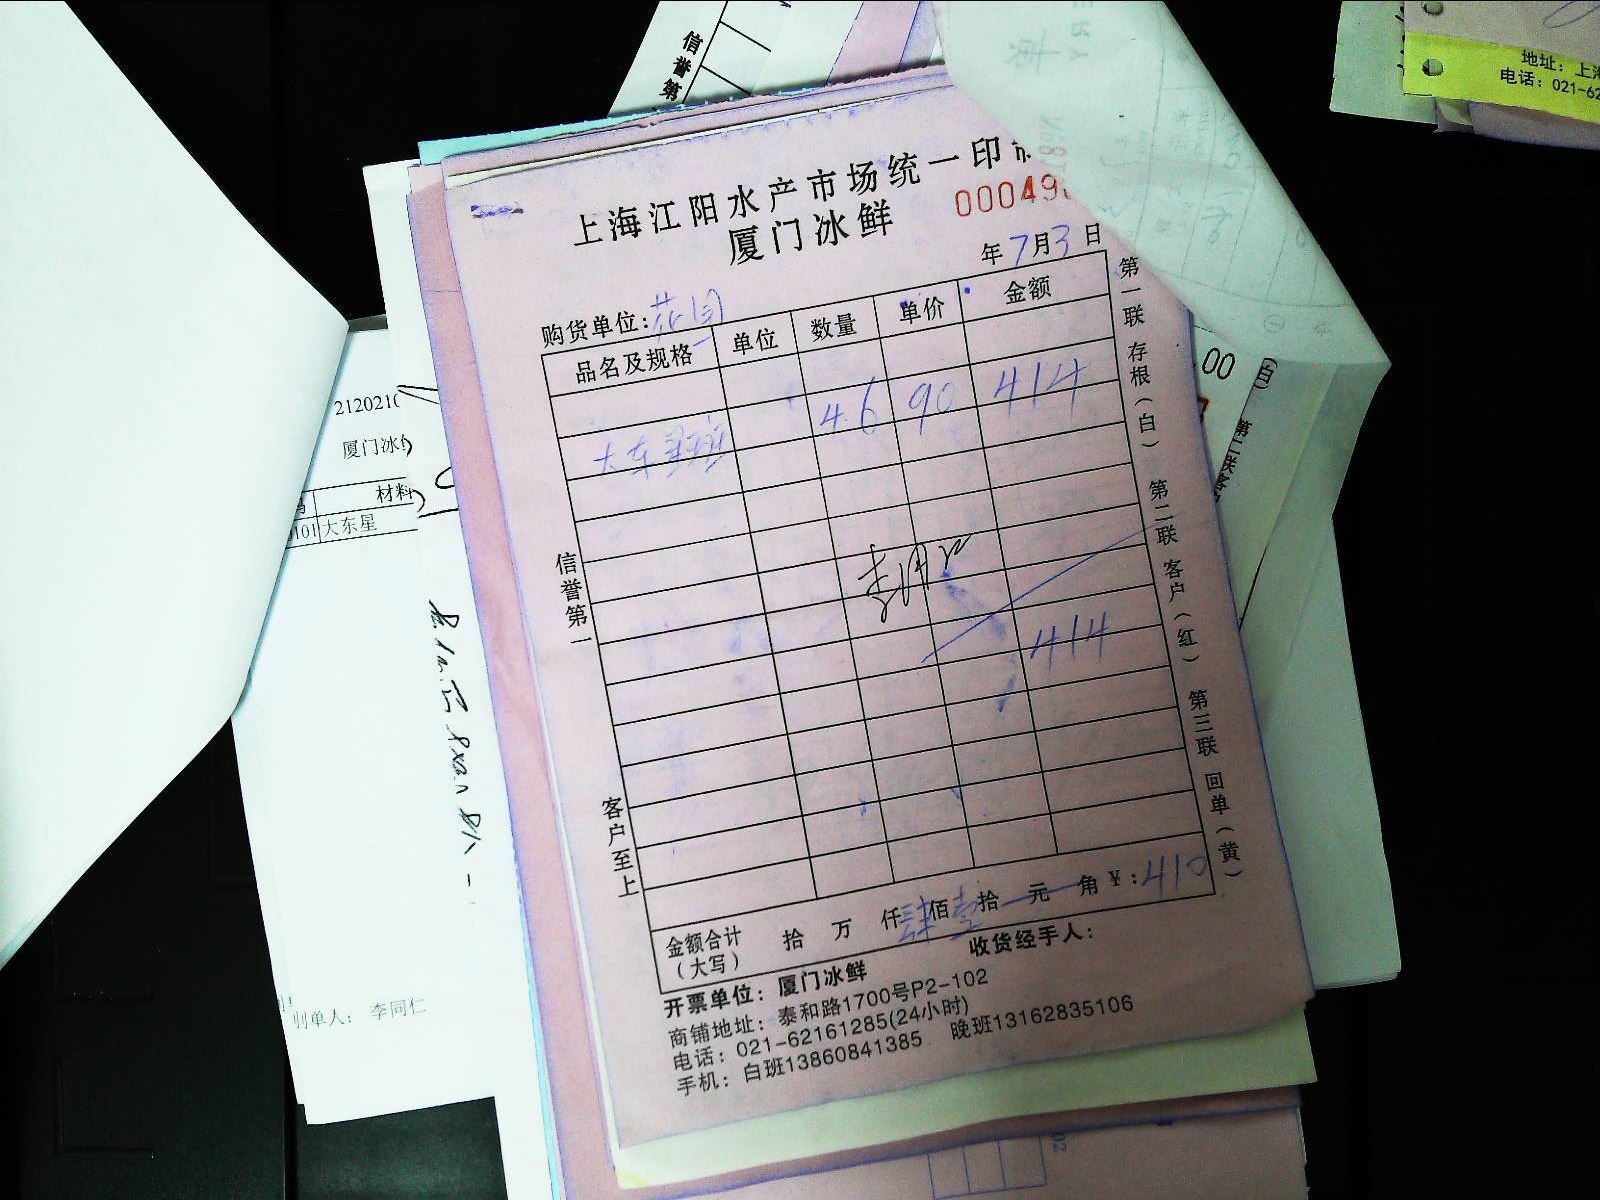 信誉第
地址：上海
电话：021-62
上海江阳水产市场统一印
厦门冰鲜
000498
年 7月3日
购货单位：花园
品名及规格 单位 数量 单价 金额
大东星斑 4.6 90 414
414
信誉第一
客户至上
第一联 存根（白） 第二联 客户（红） 第三联 回单（黄）
金额合计（大写） 拾 万 仟 肆佰 壹拾 元 角 ¥：410
开票单位：厦门冰鲜 收货经手人：
商铺地址：泰和路1700号P2-102
电话：021-62161285(24小时)
手机：白班13860841385 晚班13162835106
212021
厦门冰
材料
101 大东星
单人：李同仁
.00
（白） 第二联客